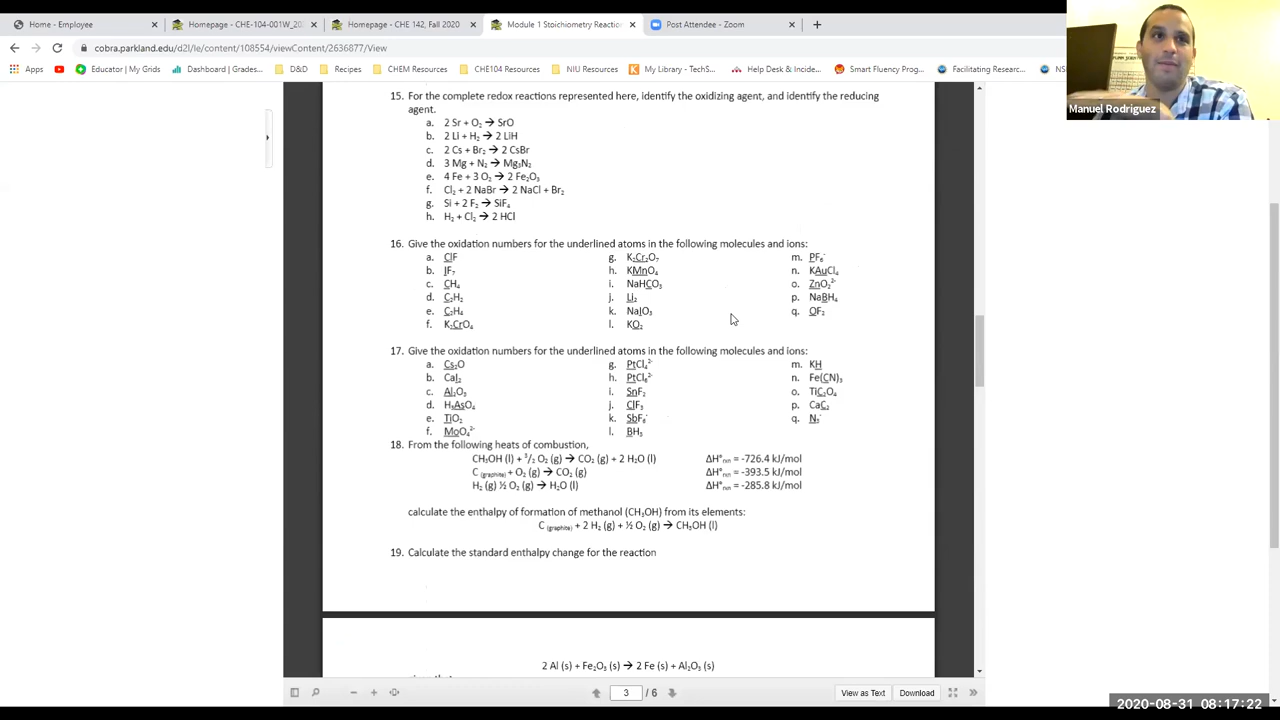 Home - Employee
Homepage - CHE-104-001W_20
Homepage - CHE 142, Fall 2020
Module 1 Stoichiometry Reaction
Post Attendee - Zoom
cobra.parkland.edu/d2l/le/content/108554/viewContent/2636877/View
Apps
Educator | My Grids
Dashboard | Grades...
D&D
Recipes
CHE104 Resources
NIU Resources
My Library - TechS...
Help Desk & Incide...
Scott Fluency Prog...
Facilitating Resear...
Manuel Rodriguez
15. For the complete redox reactions represented here, identify the oxidizing agent, and identify the reducing
agent.
a. 2 Sr + O₂ → SrO
b. 2 Li + H₂ → 2 LiH
c. 2 Cs + Br₂ → 2 CsBr
d. 3 Mg + N₂ → Mg₃N₂
e. 4 Fe + 3 O₂ → 2 Fe₂O₃
f. Cl₂ + 2 NaBr → 2 NaCl + Br₂
g. Si + 2 F₂ → SiF₄
h. H₂ + Cl₂ → 2 HCl
16. Give the oxidation numbers for the underlined atoms in the following molecules and ions:
a. ClF
b. IF₇
c. CH₄
d. C₂H₂
e. C₂H₄
f. K₂CrO₄
g. K₂Cr₂O₇
h. KMnO₄
i. NaHCO₃
j. Li₂
k. NaIO₃
l. KO₂
m. PF₆⁻
n. KAuCl₄
o. ZnO₂²⁻
p. NaBH₄
q. OF₂
17. Give the oxidation numbers for the underlined atoms in the following molecules and ions:
a. Cs₂O
b. CaI₂
c. Al₂O₃
d. H₃AsO₄
e. TiO₂
f. MoO₄²⁻
g. PtCl₄²⁻
h. PtCl₆²⁻
i. SnF₂
j. ClF₃
k. SbF₆⁻
l. BH₃
m. KH
n. Fe(CN)₃
o. TiC₂O₄
p. CaC₂
q. N₃⁻
18. From the following heats of combustion,
CH₃OH (l) + ³/₂ O₂ (g) → CO₂ (g) + 2 H₂O (l) ΔH°rxn = -726.4 kJ/mol
C (graphite) + O₂ (g) → CO₂ (g) ΔH°rxn = -393.5 kJ/mol
H₂ (g) ½ O₂ (g) → H₂O (l) ΔH°rxn = -285.8 kJ/mol
calculate the enthalpy of formation of methanol (CH₃OH) from its elements:
C (graphite) + 2 H₂ (g) + ½ O₂ (g) → CH₃OH (l)
19. Calculate the standard enthalpy change for the reaction
2 Al (s) + Fe₂O₃ (s) → 2 Fe (s) + Al₂O₃ (s)
3 / 6
View as Text
Download
2020-08-31 08:17:22